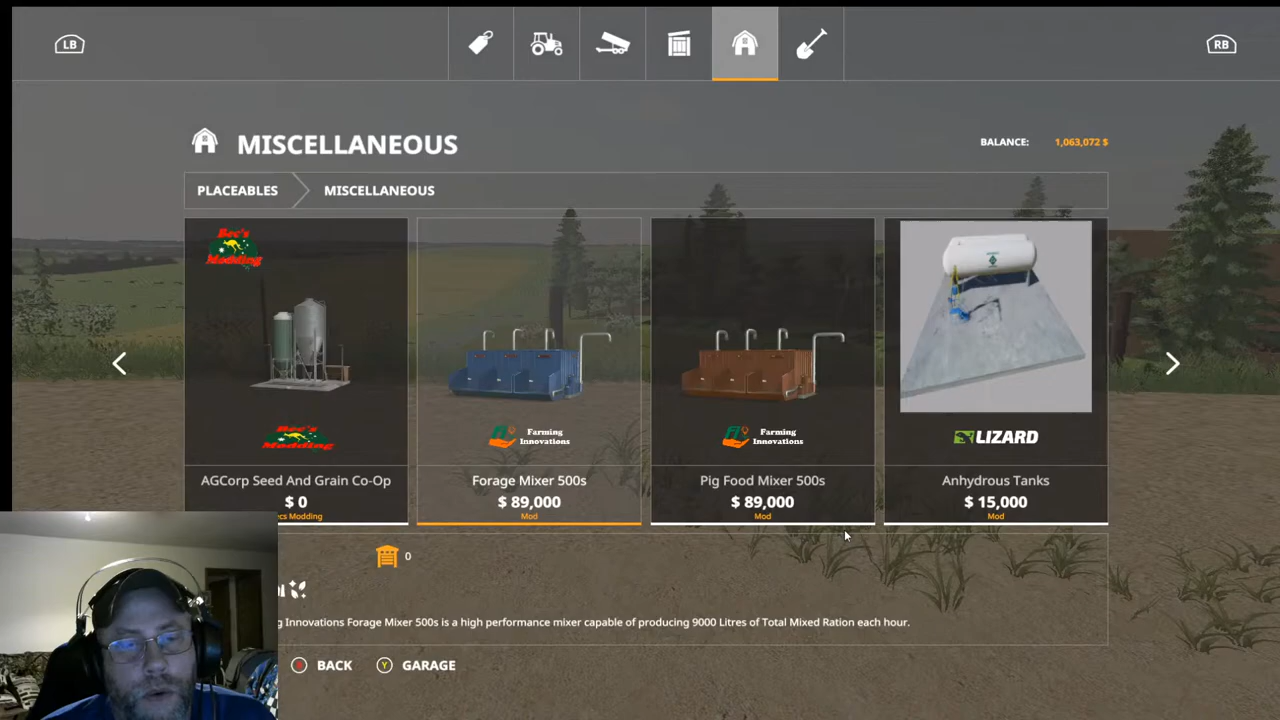 LB
RB
MISCELLANEOUS
BALANCE: 1,063,072 $
PLACEABLES MISCELLANEOUS
Bec's Modding
Bec's Modding
Farming Innovations
Farming Innovations
LIZARD
AGCorp Seed And Grain Co-Op
$ 0
ecs Modding
Forage Mixer 500s
$ 89,000
Mod
Pig Food Mixer 500s
$ 89,000
Mod
Anhydrous Tanks
$ 15,000
Mod
0
g Innovations Forage Mixer 500s is a high performance mixer capable of producing 9000 Litres of Total Mixed Ration each hour.
BACK
Y GARAGE